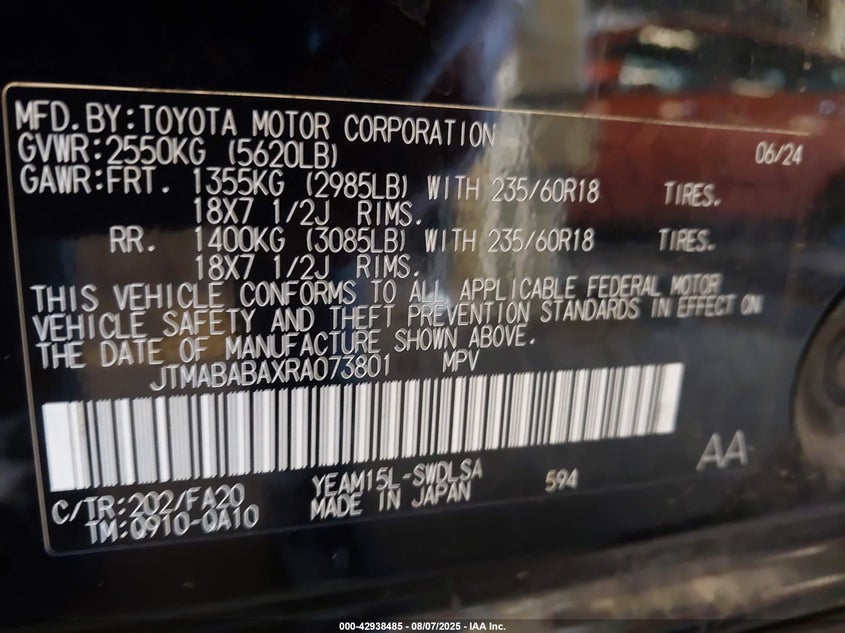 MFD.BY:TOYOTA MOTOR CORPORATION 06/24
GVWR:2550KG (5620LB)
GAWR:FRT. 1355KG (2985LB) WITH 235/60R18 TIRES.
18X7 1/2J RIMS.
RR. 1400KG (3085LB) WITH 235/60R18 TIRES.
18X7 1/2J RIMS.
THIS VEHICLE CONFORMS TO ALL APPLICABLE FEDERAL MOTOR
VEHICLE SAFETY AND THEFT PREVENTION STANDARDS IN EFFECT ON
THE DATE OF MANUFACTURE SHOWN ABOVE.
JTMABABAXRA073801 MPV
AA
C/TR:202/FA20 YEAM15L-SWDLSA 594
TM:Q910-0A10 MADE IN JAPAN
000-42938485 - 08/07/2025 - IAA Inc.